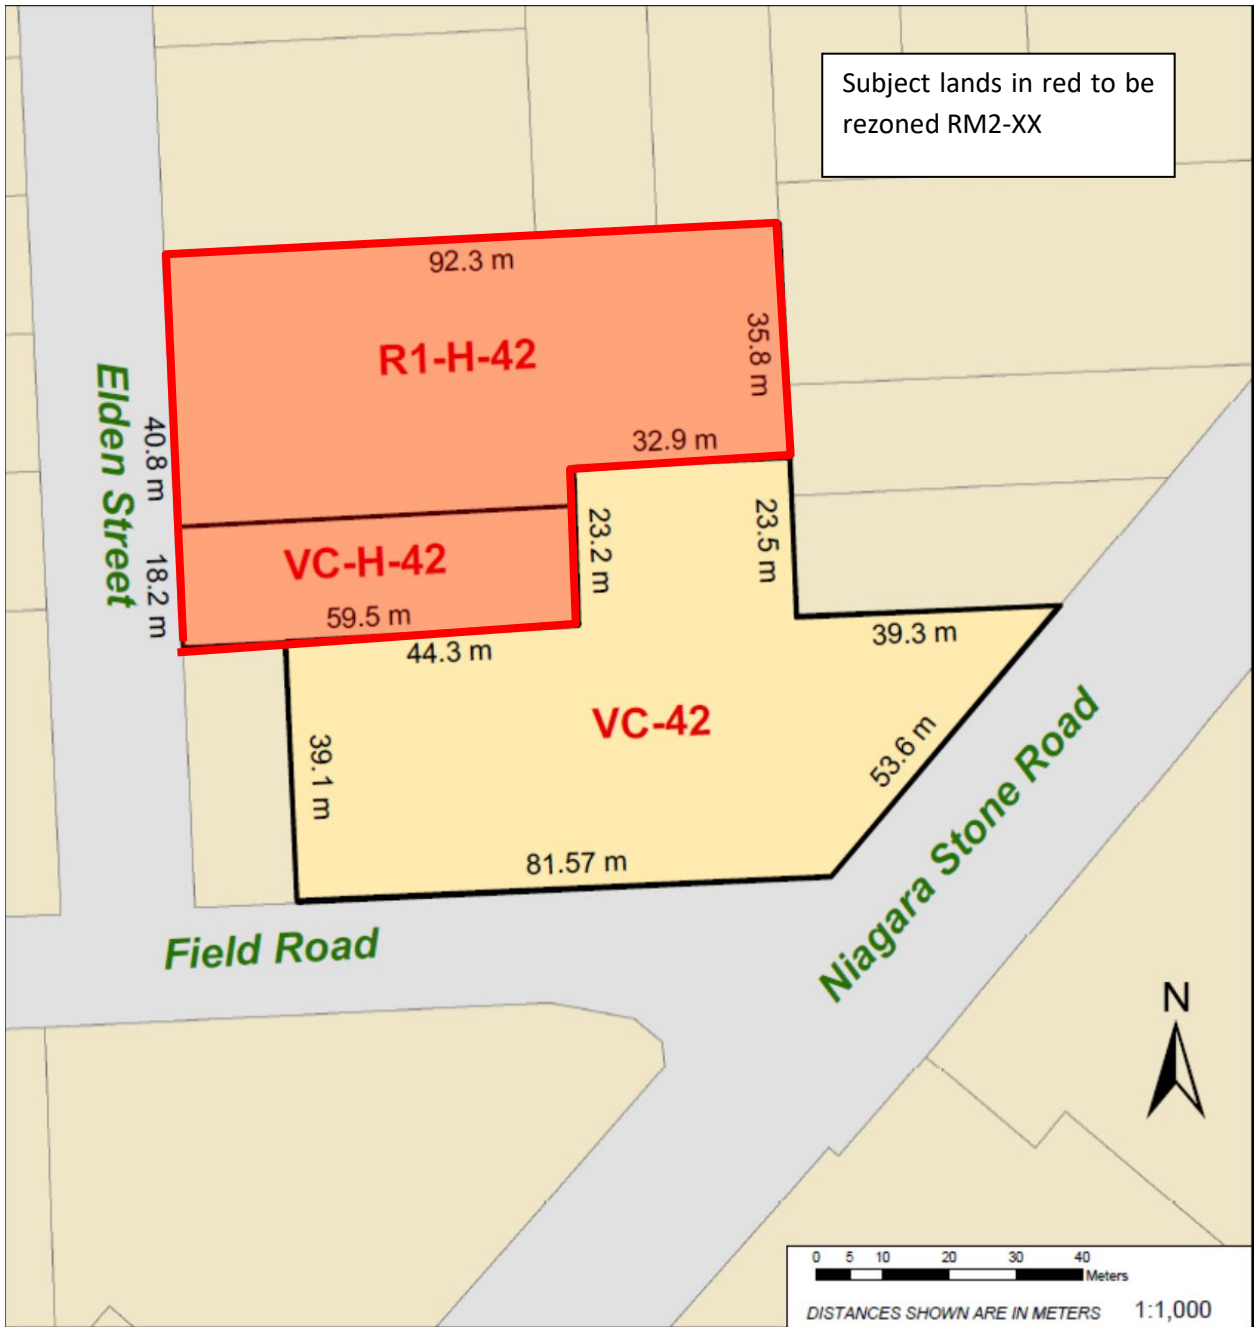 Subject lands in red to be
rezoned RM2-XX
92.3 m
R1-H-42
35.8 m
32.9 m
Elden Street
40.8 m
23.2 m
23.5 m
VC-H-42
18.2 m
59.5 m
44.3 m
39.3 m
VC-42
39.1 m
53.6 m
81.57 m
Niagara Stone Road
Field Road
N
0 5 10 20 30 40
Meters
DISTANCES SHOWN ARE IN METERS 1:1,000